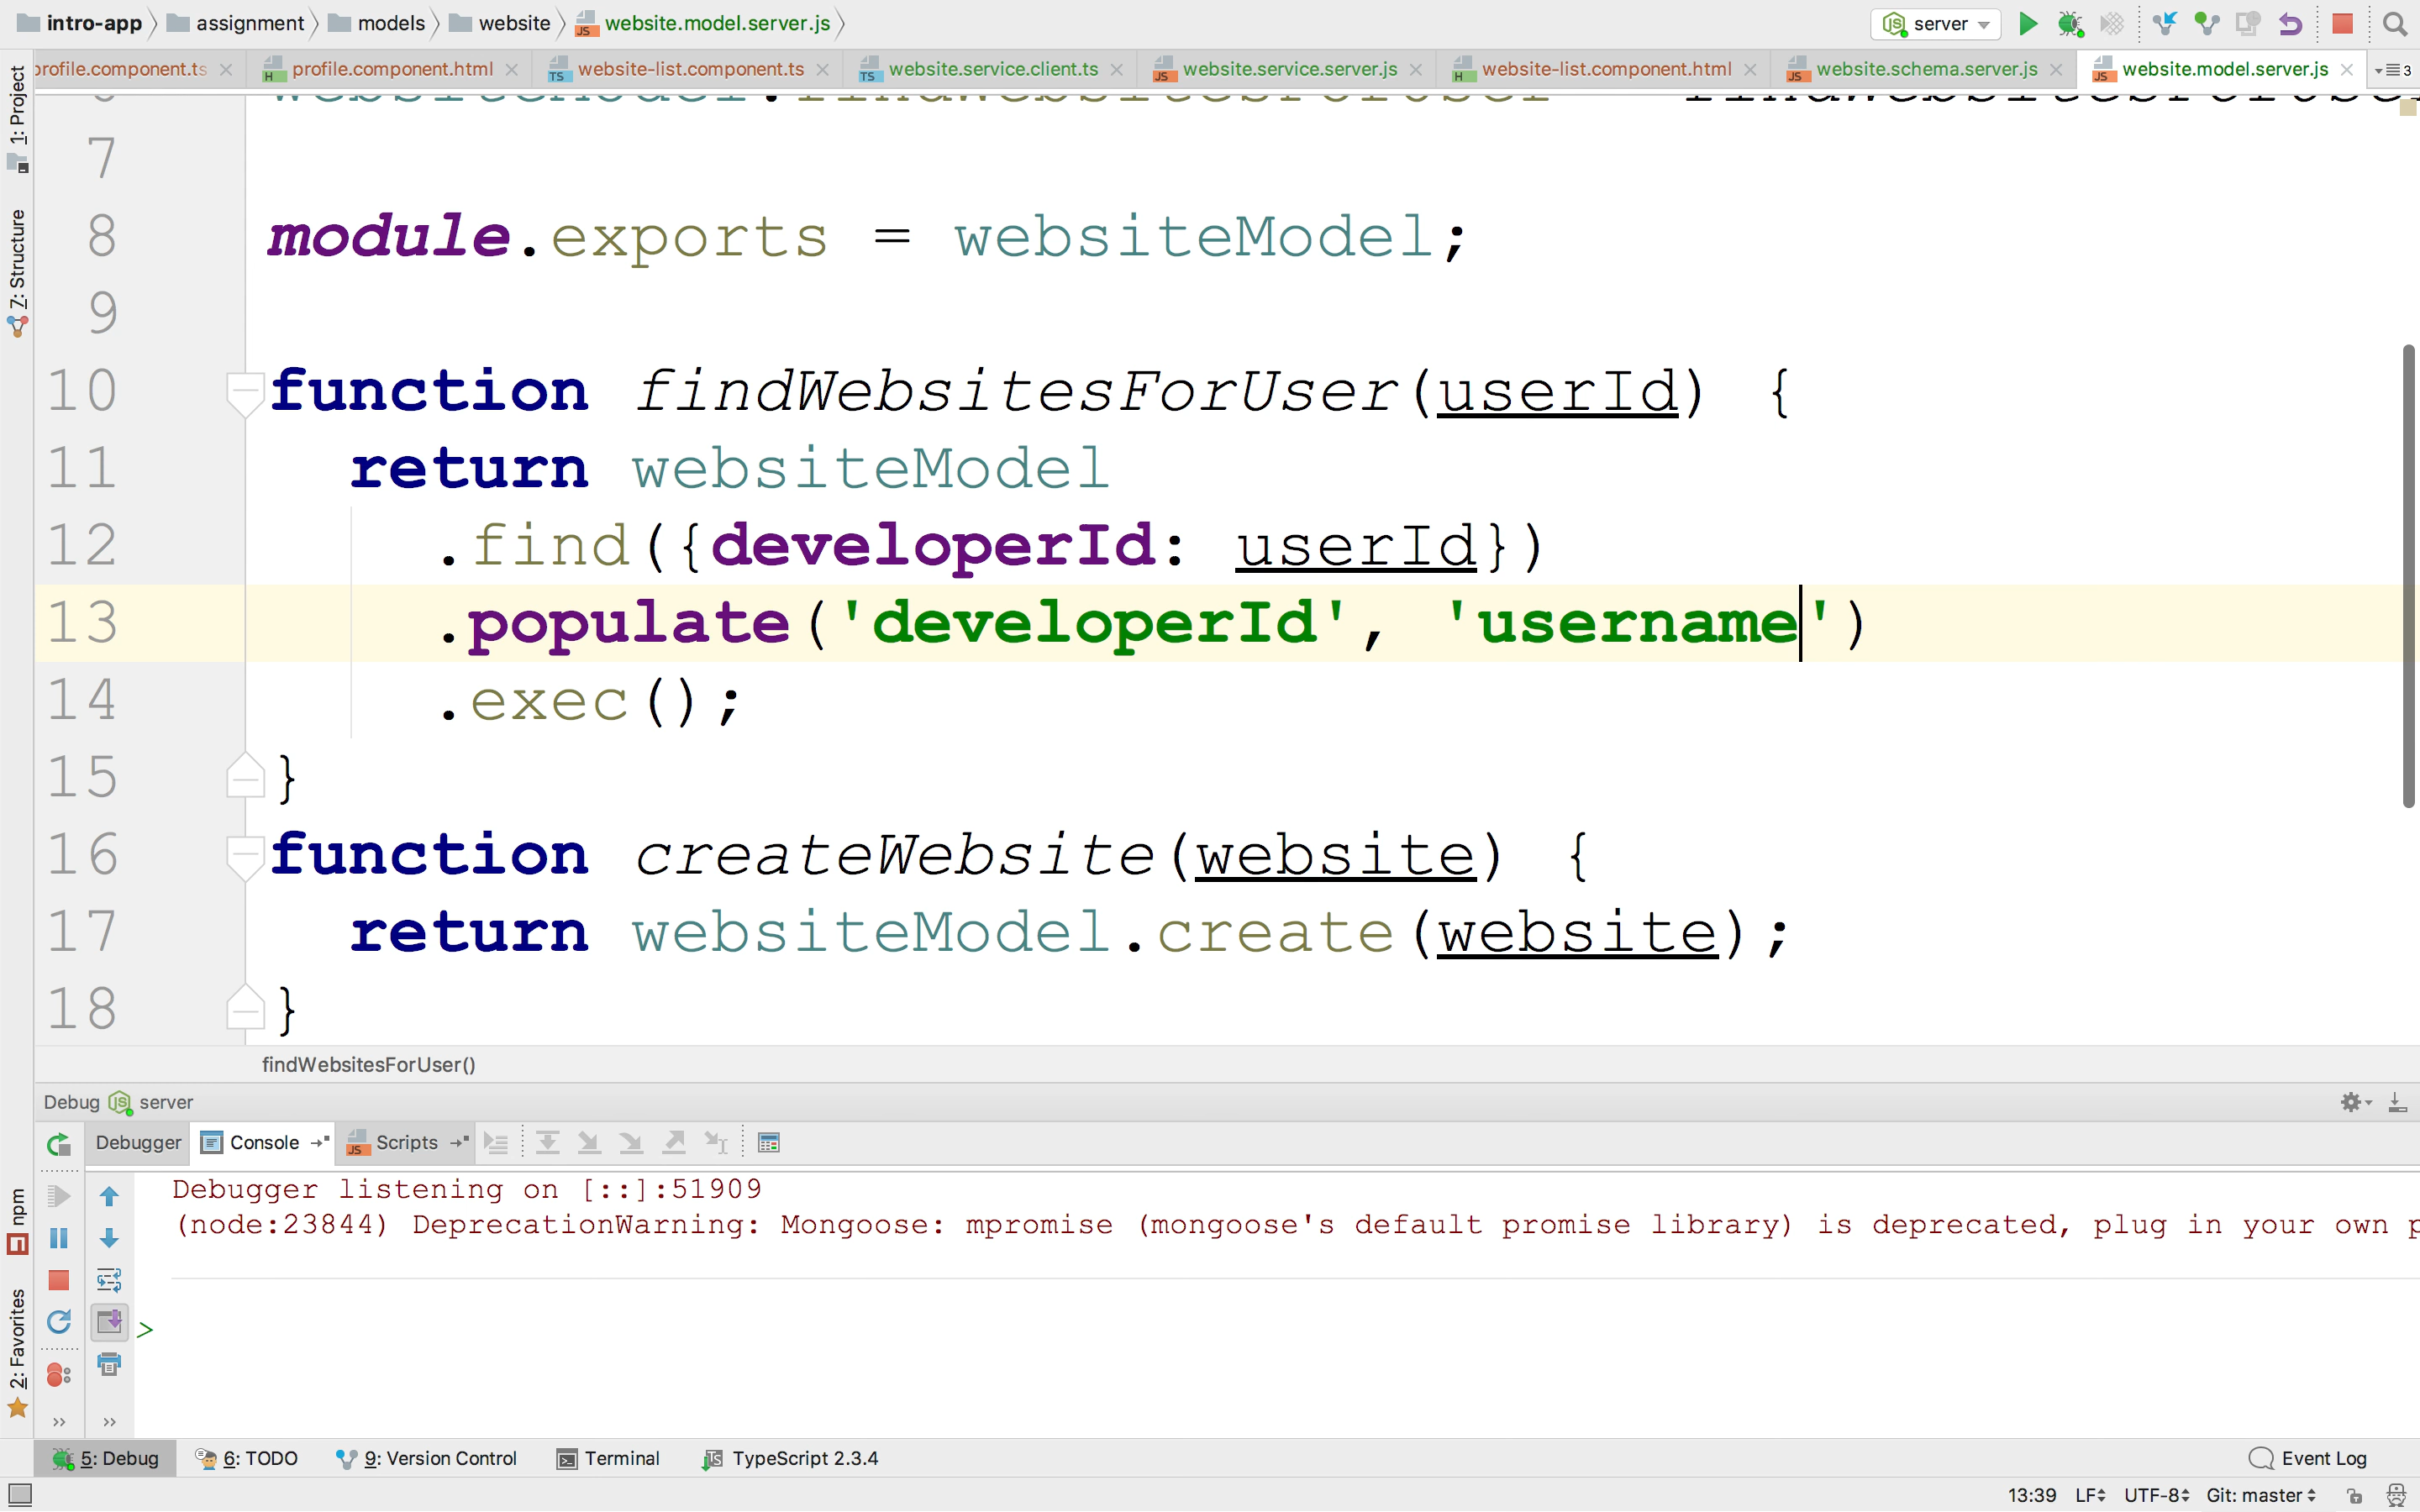 intro-app assignment models website website.model.server.js server
profile.component.ts profile.component.html website-list.component.ts website.service.client.ts website.service.server.js website-list.component.html website.schema.server.js website.model.server.js 3
1: Project
7: Structure
npm
2: Favorites
7
8 module.exports = websiteModel;
9
10 function findWebsitesForUser(userId) {
11 return websiteModel
12 .find({developerId: userId})
13 .populate('developerId', 'username')
14 .exec();
15 }
16 function createWebsite(website) {
17 return websiteModel.create(website);
18 }
findWebsitesForUser()
Debug server
Debugger Console Scripts
Debugger listening on [::]:51909
(node:23844) DeprecationWarning: Mongoose: mpromise (mongoose's default promise library) is deprecated, plug in your own p
>
5: Debug 6: TODO 9: Version Control Terminal TypeScript 2.3.4 Event Log
13:39 LF UTF-8 Git: master